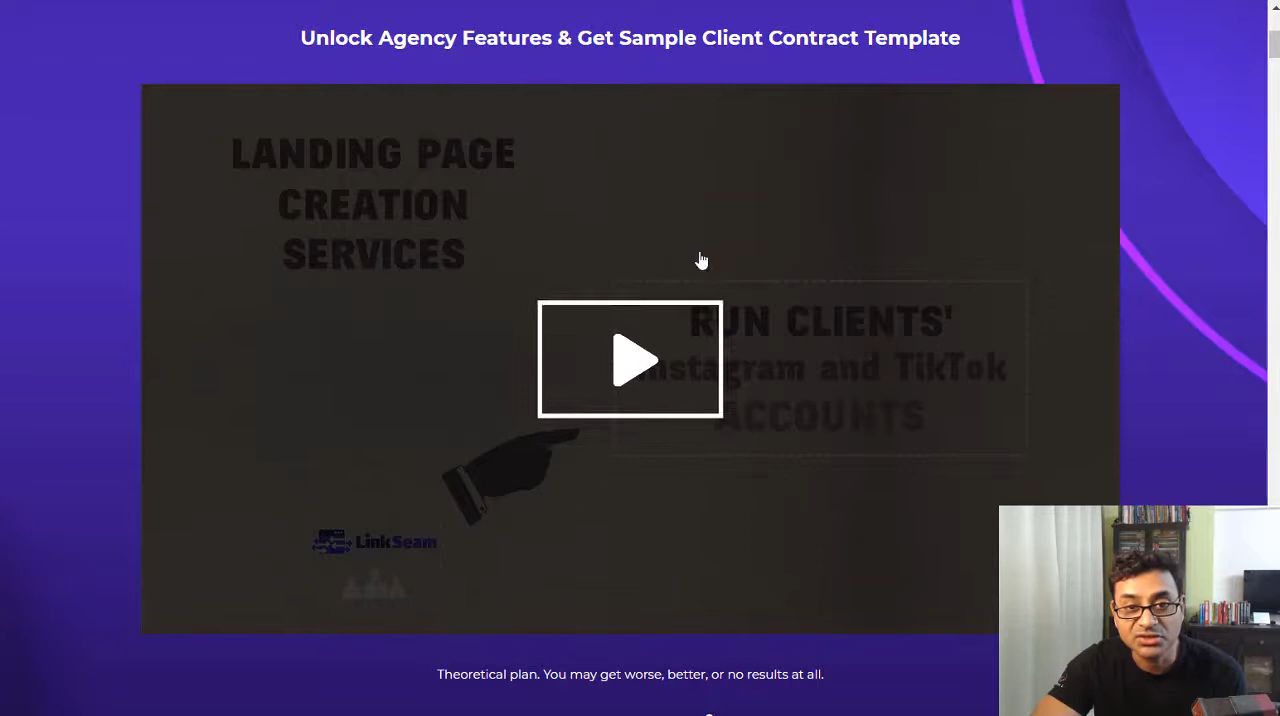 Unlock Agency Features & Get Sample Client Contract Template
LANDING PAGE
CREATION
SERVICES
RUN CLIENTS'
Instagram and TikTok
ACCOUNTS
LinkSeam
Theoretical plan. You may get worse, better, or no results at all.